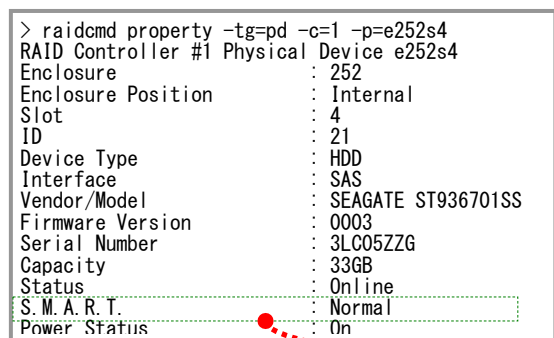 > raidcmd property -tg=pd -c=1 -p=e252s4
RAID Controller #1 Physical Device e252s4
Enclosure : 252
Enclosure Position : Internal
Slot : 4
ID : 21
Device Type : HDD
Interface : SAS
Vendor/Model : SEAGATE ST936701SS
Firmware Version : 0003
Serial Number : 3LC05ZZG
Capacity : 33GB
Status : Online
S.M.A.R.T. : Normal
Power Status : On